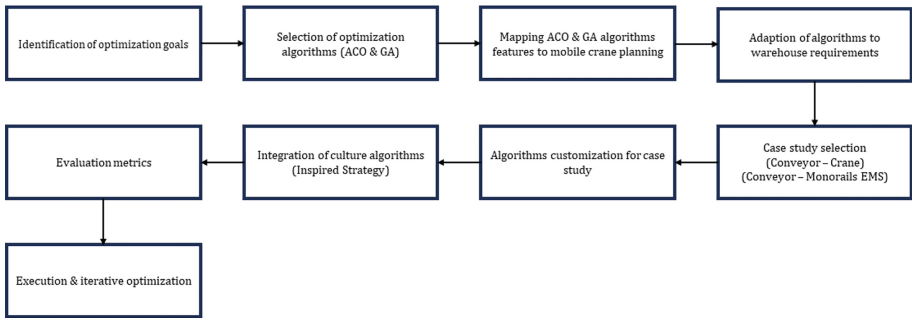 Identification of optimization goals
Selection of optimization
algorithms (ACO & GA)
Mapping ACO & GA algorithms
features to mobile crane planning
Adaption of algorithms to
warehouse requirements
Case study selection
(Conveyor – Crane)
(Conveyor – Monorails EMS)
Algorithms customization for case
study
Integration of culture algorithms
(Inspired Strategy)
Evaluation metrics
Execution & iterative optimization